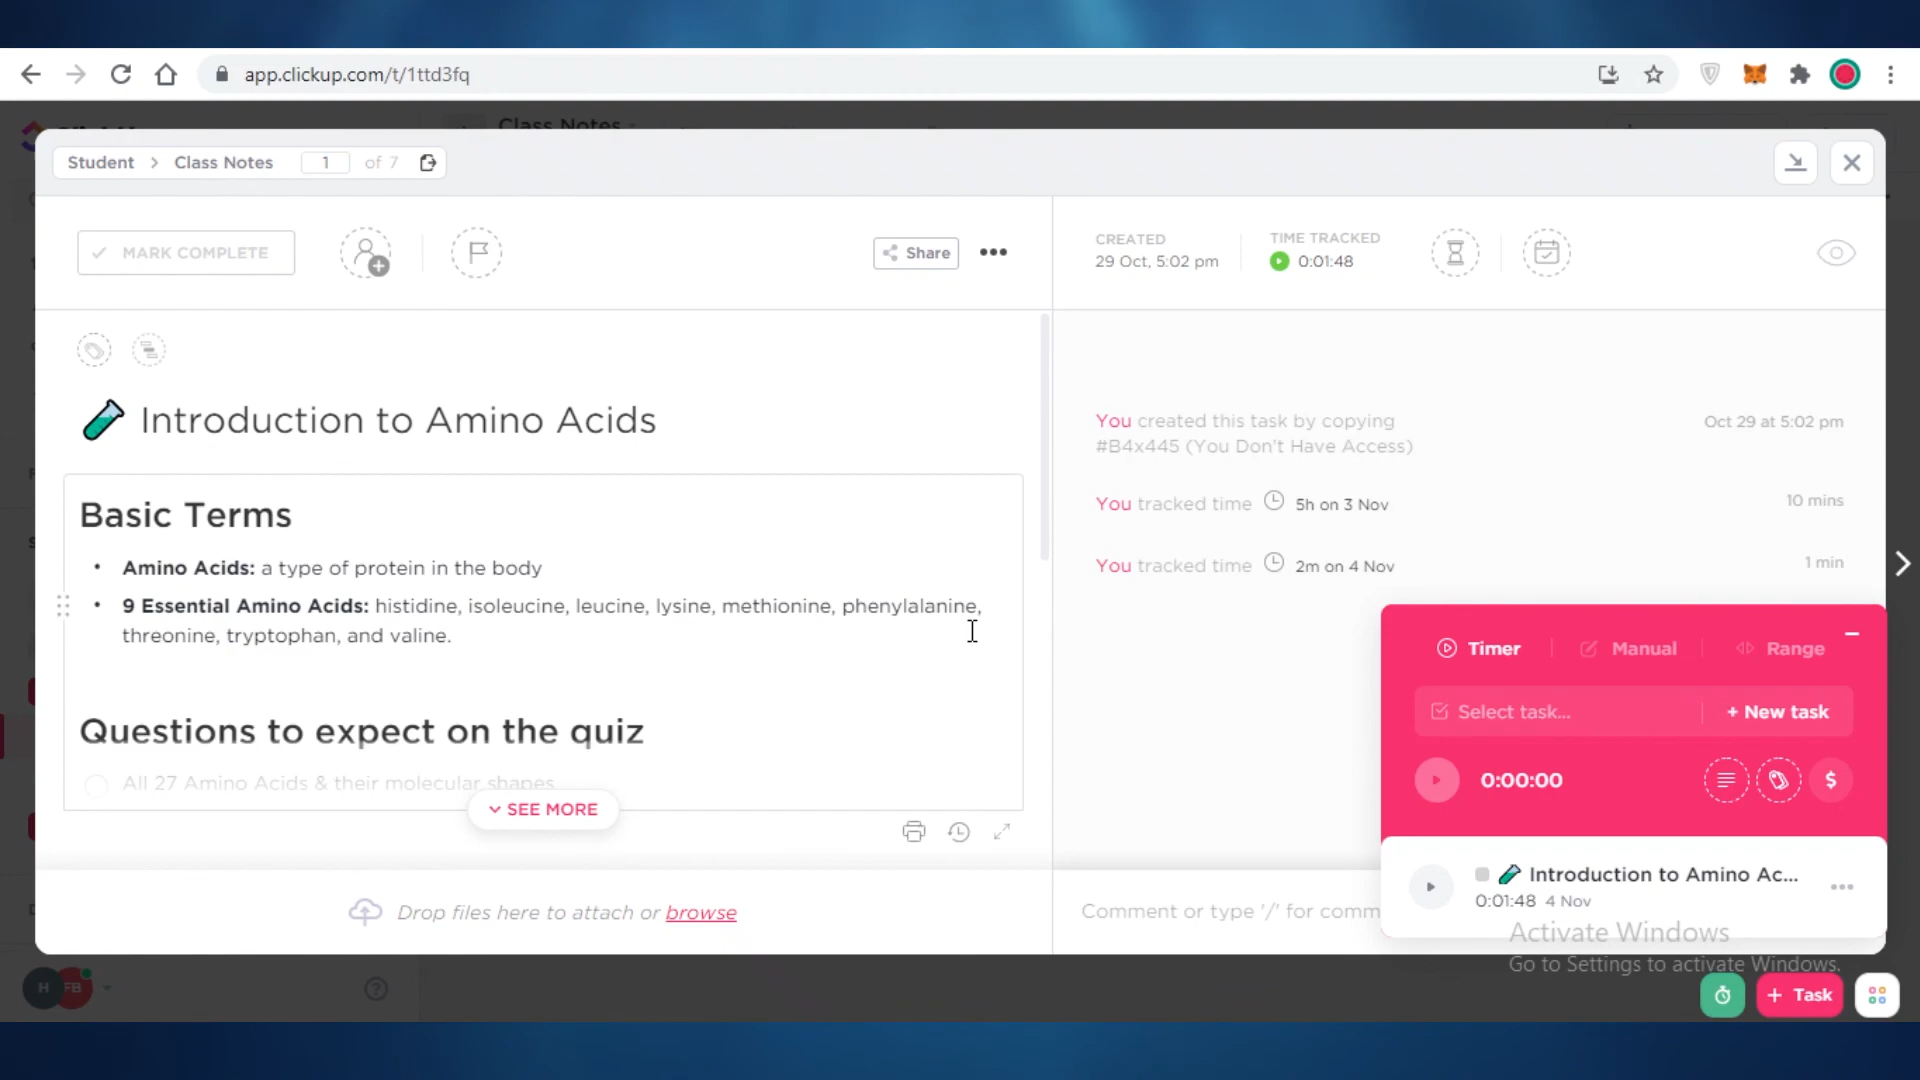 app.clickup.com/t/1ttd3fq
Class Notes
Student > Class Notes 1 of 7
MARK COMPLETE
Share
CREATED
29 Oct, 5:02 pm
TIME TRACKED
0:01:48
Introduction to Amino Acids
Basic Terms
• Amino Acids: a type of protein in the body
• 9 Essential Amino Acids: histidine, isoleucine, leucine, lysine, methionine, phenylalanine,
threonine, tryptophan, and valine.
Questions to expect on the quiz
All 27 Amino Acids & their molecular shapes
SEE MORE
Drop files here to attach or browse
You created this task by copying
#B4x445 (You Don't Have Access)
Oct 29 at 5:02 pm
You tracked time 5h on 3 Nov
10 mins
You tracked time 2m on 4 Nov
1 min
Timer
Manual
Range
Select task...
+ New task
0:00:00
$
Introduction to Amino Ac...
0:01:48 4 Nov
Comment or type '/' for comm
Activate Windows
Go to Settings to activate Windows.
H FB
?
+ Task